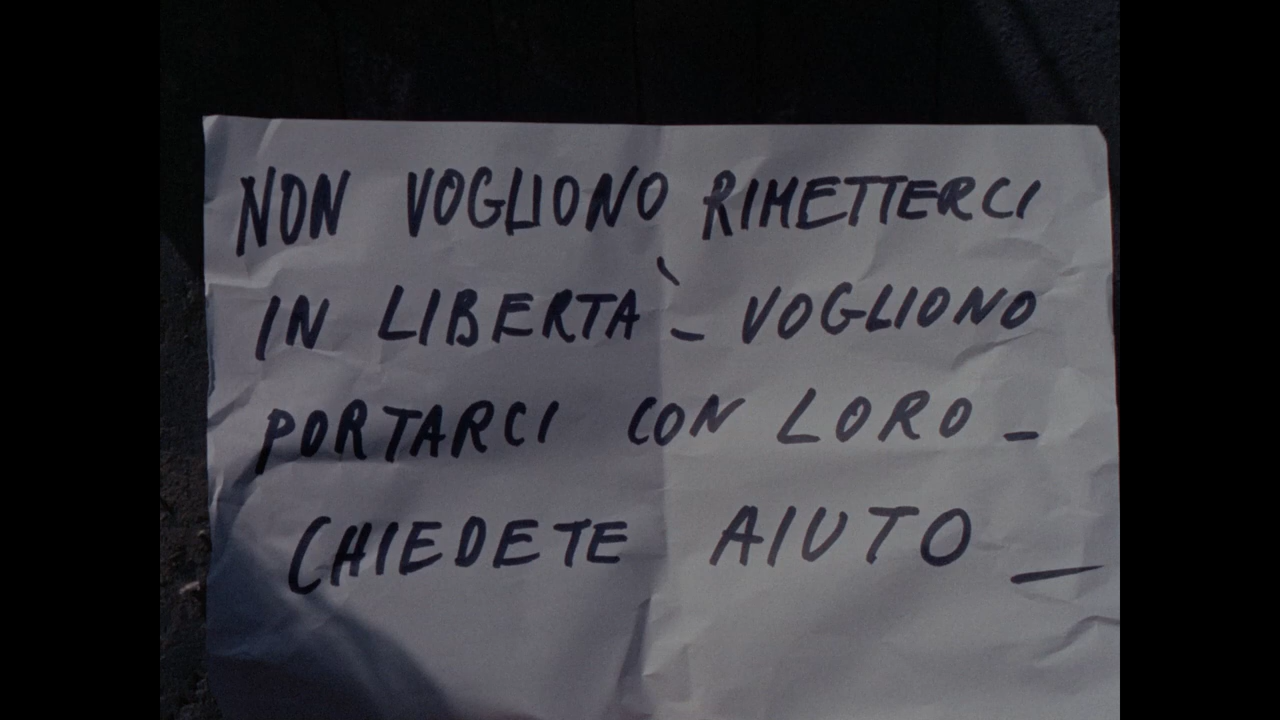 NON VOGLIONO RIMETTERCI
IN LIBERTÀ _ VOGLIONO
PORTARCI CON LORO _
CHIEDETE AIUTO _